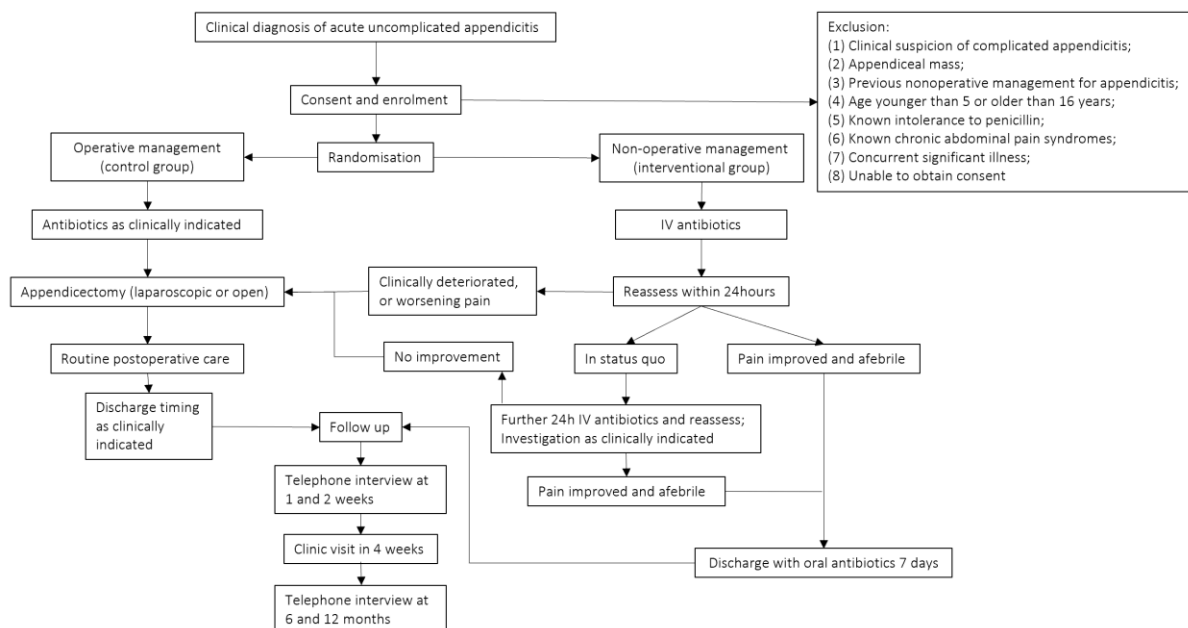 Clinical diagnosis of acute uncomplicated appendicitis
Exclusion:
(1) Clinical suspicion of complicated appendicitis;
(2) Appendiceal mass;
(3) Previous nonoperative management for appendicitis;
(4) Age younger than 5 or older than 16 years;
(5) Known intolerance to penicillin;
(6) Known chronic abdominal pain syndromes;
(7) Concurrent significant illness;
(8) Unable to obtain consent
Consent and enrolment
Operative management
(control group)
Randomisation
Non-operative management
(interventional group)
Antibiotics as clinically indicated
IV antibiotics
Appendicectomy (laparoscopic or open)
Clinically deteriorated,
or worsening pain
Reassess within 24hours
Routine postoperative care
No improvement
In status quo
Pain improved and afebrile
Discharge timing
as clinically
indicated
Follow up
Further 24h IV antibiotics and reassess;
Investigation as clinically indicated
Telephone interview at
1 and 2 weeks
Pain improved and afebrile
Clinic visit in 4 weeks
Discharge with oral antibiotics 7 days
Telephone interview at
6 and 12 months